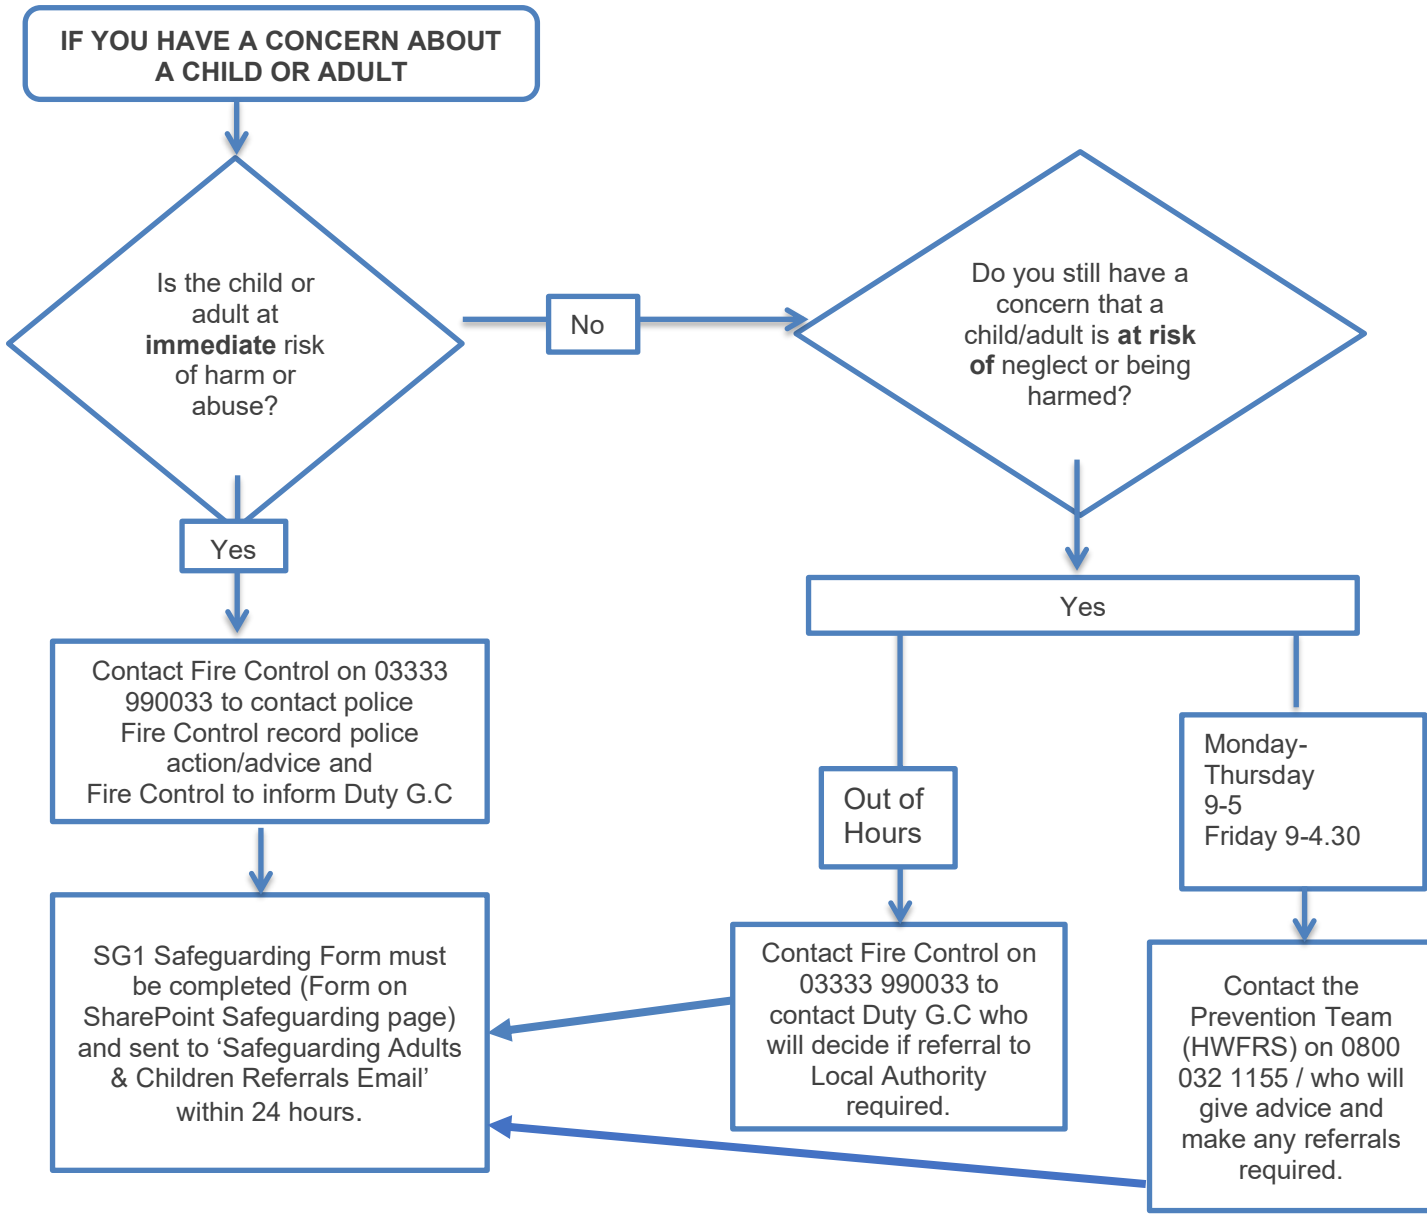 IF YOU HAVE A CONCERN ABOUT
A CHILD OR ADULT
Is the child or
adult at
immediate risk
of harm or
abuse?
No
Do you still have a
concern that a
child/adult is at risk
of neglect or being
harmed?
Yes
Yes
Contact Fire Control on 03333
990033 to contact police
Fire Control record police
action/advice and
Fire Control to inform Duty G.C
Out of
Hours
Monday-
Thursday
9-5
Friday 9-4.30
SG1 Safeguarding Form must
be completed (Form on
SharePoint Safeguarding page)
and sent to ‘Safeguarding Adults
& Children Referrals Email’
within 24 hours.
Contact Fire Control on
03333 990033 to
contact Duty G.C who
will decide if referral to
Local Authority
required.
Contact the
Prevention Team
(HWFRS) on 0800
032 1155 / who will
give advice and
make any referrals
required.